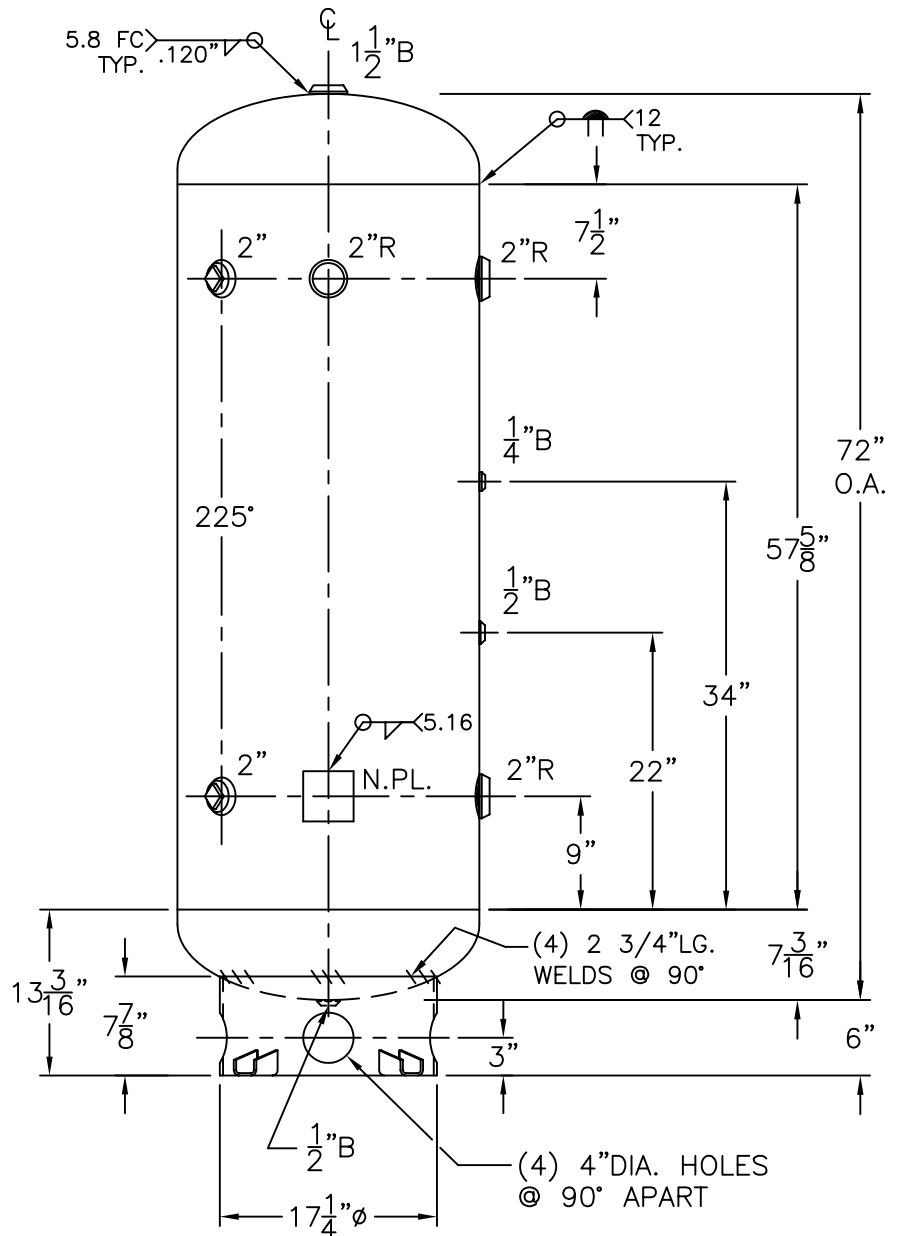 ℄
5.8 FC
TYP.
.120"
1 1/2"B
12
TYP.
7 1/2"
2"
2"R
2"R
1/4"B
72"
O.A.
225°
57 5/8"
1/2"B
34"
5.16
2"
N.PL.
2"R
22"
9"
(4) 2 3/4"LG.
WELDS @ 90°
7 3/16"
13 3/16"
7 7/8"
3"
6"
1/2"B
(4) 4"DIA. HOLES
@ 90° APART
17 1/4"ø